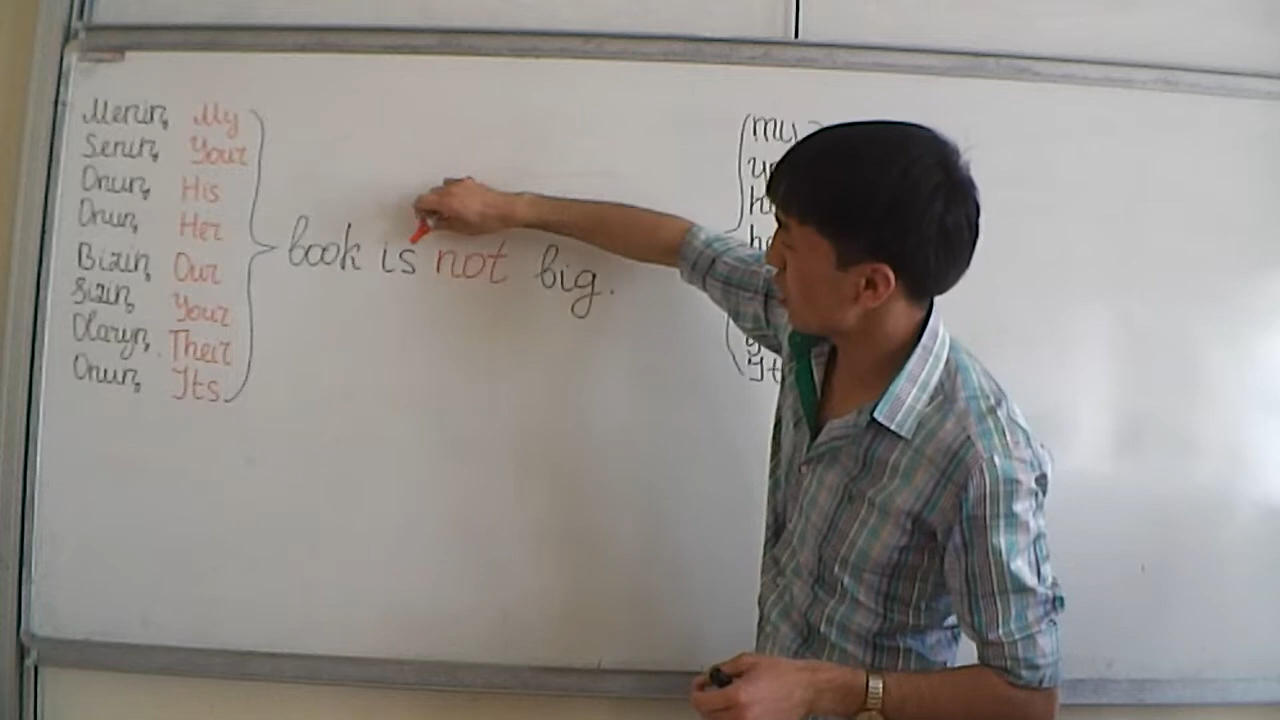 Meniň My
Seniň Your
Onuň His
Onuň Her
Biziň Our
Siziň Your
Olaryň Their
Onuň Its
book is not big.
my